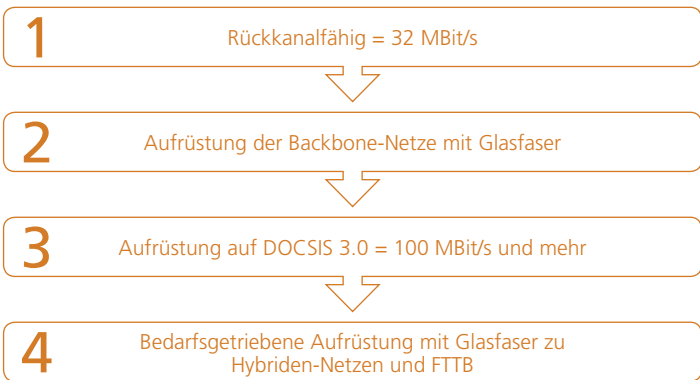 1
Rückkanalfähig = 32 MBit/s
2
Aufrüstung der Backbone-Netze mit Glasfaser
3
Aufrüstung auf DOCSIS 3.0 = 100 MBit/s und mehr
4
Bedarfsgetriebene Aufrüstung mit Glasfaser zu
Hybriden-Netzen und FTTB